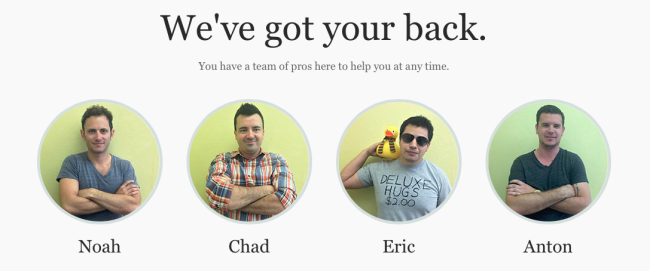 We've got your back.
You have a team of pros here to help you at any time.
DELUXE
HUGS
$2.00
Noah
Chad
Eric
Anton